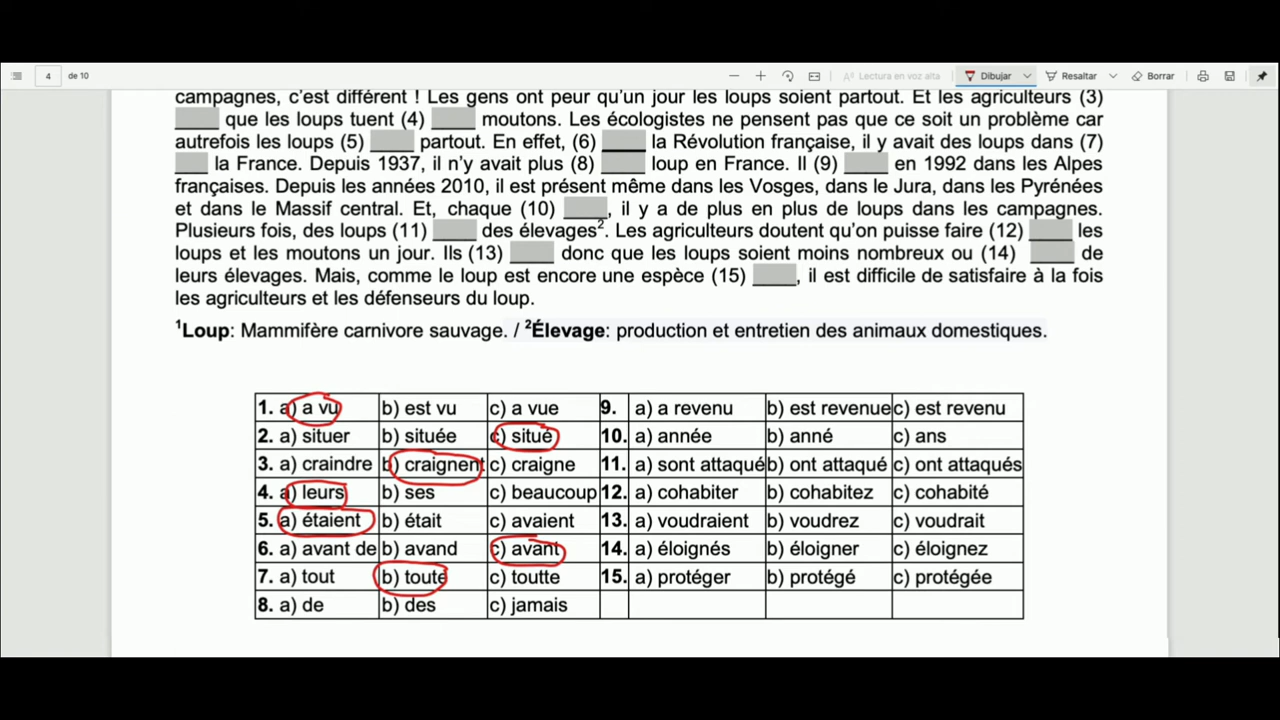 4 de 10 Lectura en voz alta Dibujar Resaltar Borrar
campagnes, c’est différent ! Les gens ont peur qu’un jour les loups soient partout. Et les agriculteurs (3)
____ que les loups tuent (4) ____ moutons. Les écologistes ne pensent pas que ce soit un problème car
autrefois les loups (5) ____ partout. En effet, (6) ____ la Révolution française, il y avait des loups dans (7)
___ la France. Depuis 1937, il n’y avait plus (8) ____ loup en France. Il (9) ____ en 1992 dans les Alpes
françaises. Depuis les années 2010, il est présent même dans les Vosges, dans le Jura, dans les Pyrénées
et dans le Massif central. Et, chaque (10) ____, il y a de plus en plus de loups dans les campagnes.
Plusieurs fois, des loups (11) ____ des élevages². Les agriculteurs doutent qu’on puisse faire (12) ____ les
loups et les moutons un jour. Ils (13) ____ donc que les loups soient moins nombreux ou (14) ____ de
leurs élevages. Mais, comme le loup est encore une espèce (15) ____, il est difficile de satisfaire à la fois
les agriculteurs et les défenseurs du loup.
¹Loup: Mammifère carnivore sauvage. / ²Élevage: production et entretien des animaux domestiques.
1. a) a vu b) est vu c) a vue 9. a) a revenu b) est revenue c) est revenu
2. a) situer b) située c) situé 10. a) année b) anné c) ans
3. a) craindre b) craignent c) craigne 11. a) sont attaqué b) ont attaqué c) ont attaqués
4. a) leurs b) ses c) beaucoup 12. a) cohabiter b) cohabitez c) cohabité
5. a) étaient b) était c) avaient 13. a) voudraient b) voudrez c) voudrait
6. a) avant de b) avand c) avant 14. a) éloignés b) éloigner c) éloignez
7. a) tout b) toute c) toutte 15. a) protéger b) protégé c) protégée
8. a) de b) des c) jamais